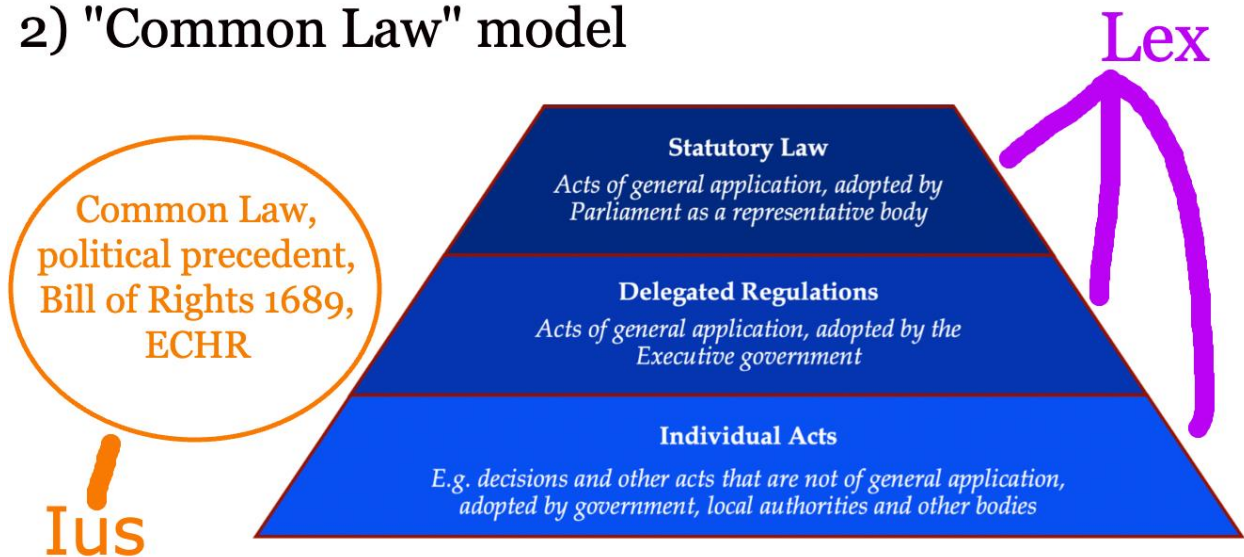 2) "Common Law" model
Lex
Common Law,
political precedent,
Bill of Rights 1689,
ECHR
Ius
Statutory Law
Acts of general application, adopted by
Parliament as a representative body
Delegated Regulations
Acts of general application, adopted by the
Executive government
Individual Acts
E.g. decisions and other acts that are not of general application,
adopted by government, local authorities and other bodies